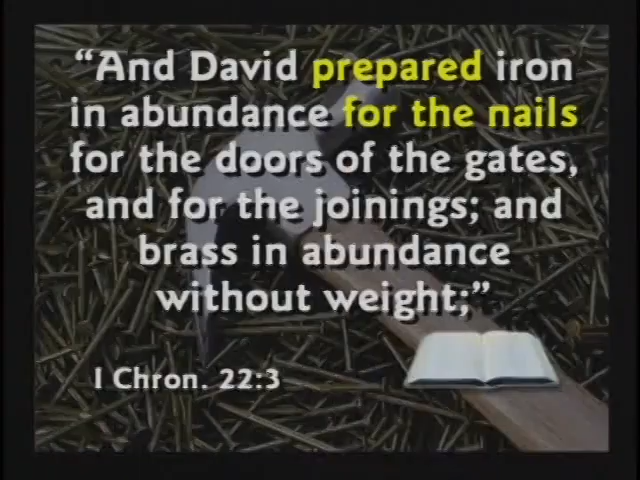 “And David prepared iron
in abundance for the nails
for the doors of the gates,
and for the joinings; and
brass in abundance
without weight;”
I Chron. 22:3